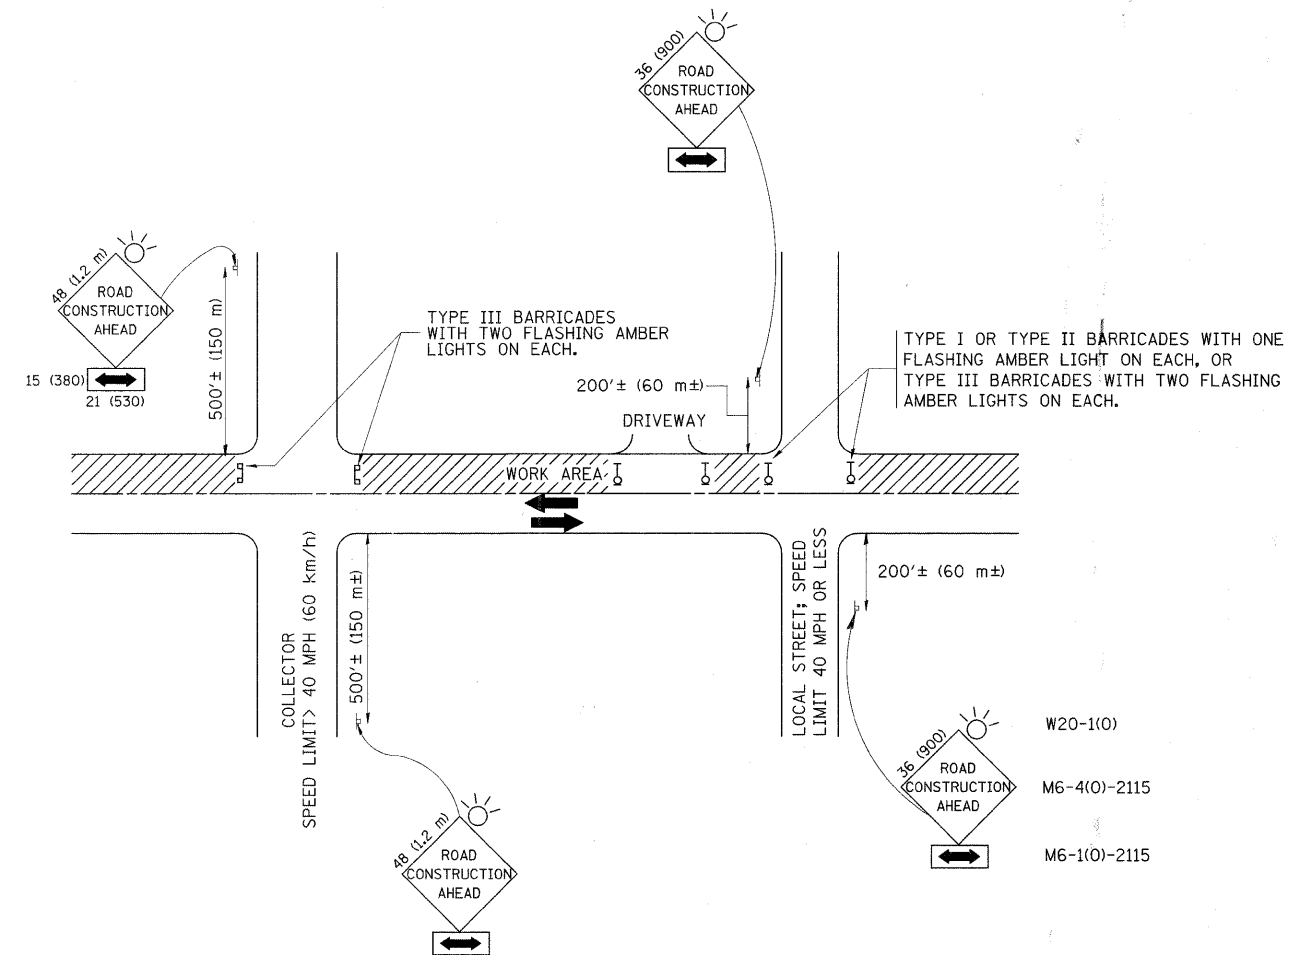 36 (900)
ROAD
CONSTRUCTION
AHEAD
48 (1.2 m)
ROAD
CONSTRUCTION
AHEAD
15 (380)
21 (530)
500'± (150 m)
TYPE III BARRICADES
WITH TWO FLASHING AMBER
LIGHTS ON EACH.
200'± (60 m±)
DRIVEWAY
TYPE I OR TYPE II BARRICADES WITH ONE
FLASHING AMBER LIGHT ON EACH, OR
TYPE III BARRICADES WITH TWO FLASHING
AMBER LIGHTS ON EACH.
WORK AREA
COLLECTOR
SPEED LIMIT> 40 MPH (60 km/h)
500'± (150 m±)
LOCAL STREET; SPEED
LIMIT 40 MPH OR LESS
200'± (60 m±)
48 (1.2 m)
ROAD
CONSTRUCTION
AHEAD
36 (900)
ROAD
CONSTRUCTION
AHEAD
W20-1(O)
M6-4(O)-2115
M6-1(O)-2115